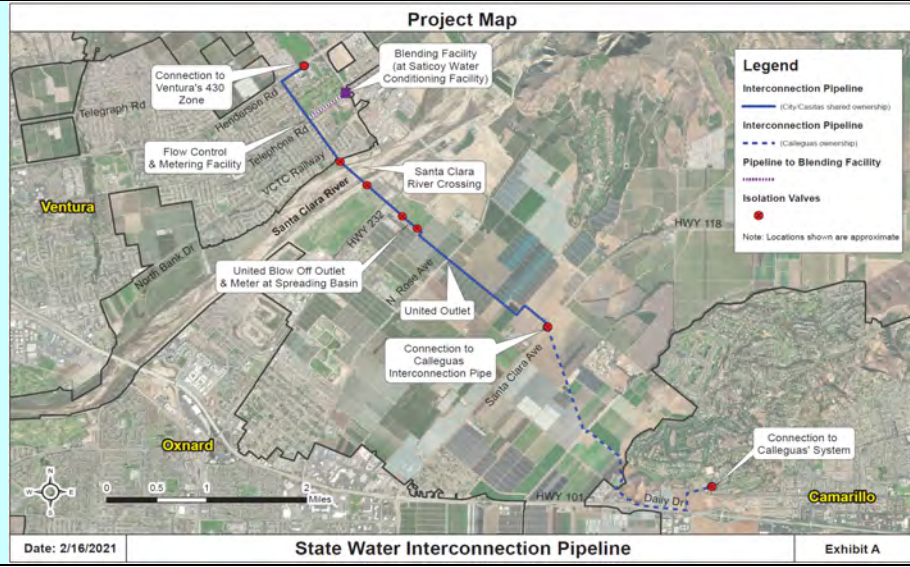 Project Map
Connection to
Ventura's 430
Zone
Blending Facility
(at Saticoy Water
Conditioning Facility)
Legend
Interconnection Pipeline
(City/Casitas shared ownership)
Interconnection Pipeline
(Calleguas ownership)
Pipeline to Blending Facility
Isolation Valves
Note: Locations shown are approximate
Telegraph Rd
Henderson Rd
Flow Control
& Metering Facility
Telephone Rd
VCTC Railway
Santa Clara
River Crossing
Ventura
Santa Clara River
HWY 232
HWY 118
North Bank Dr
United Blow Off Outlet
& Meter at Spreading Basin
N. Rose Ave
United Outlet
Connection to
Calleguas
Interconnection Pipe
Santa Clara Ave
Oxnard
Connection to
Calleguas' System
N
W
E
S
0
0.5
1
2
Miles
HWY 101
Daily Dr
Camarillo
Date: 2/16/2021
State Water Interconnection Pipeline
Exhibit A